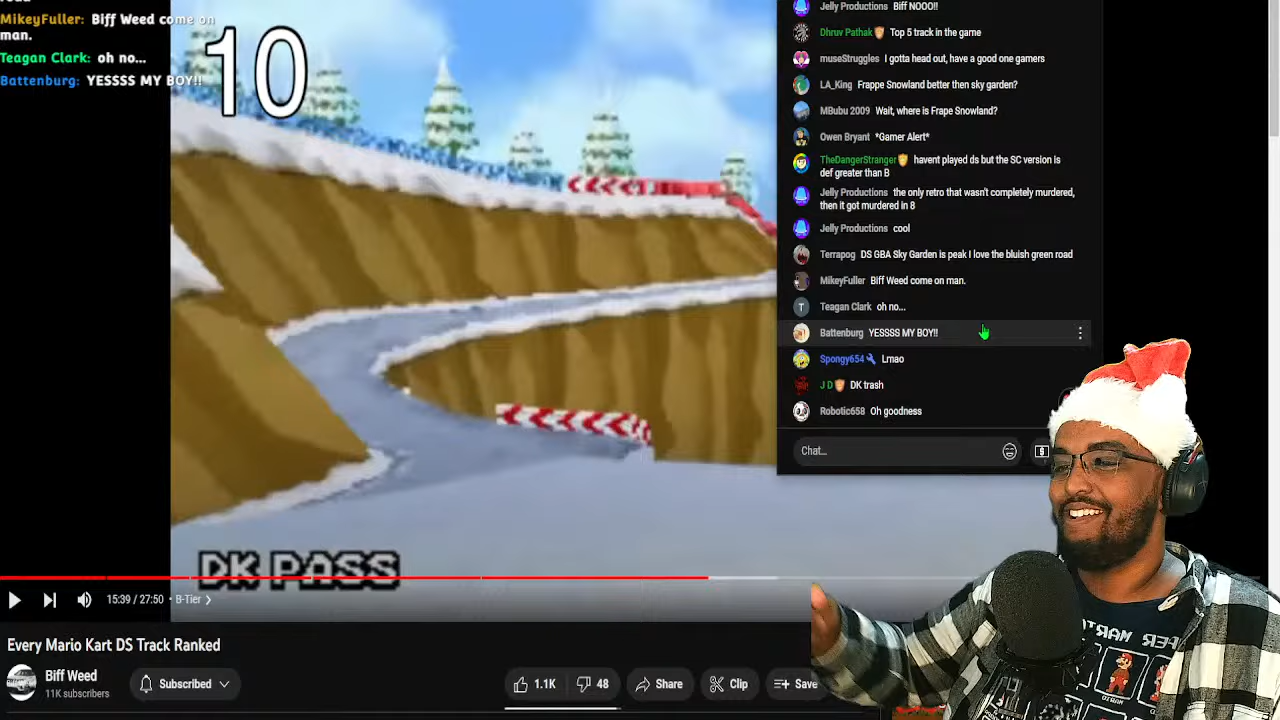 MikeyFuller: Biff Weed come on
man.
Teagan Clark: oh no...
Battenburg: YESSSS MY BOY!!
10
DK PASS
Jelly Productions Biff NOOO!!
Dhruv Pathak Top 5 track in the game
museStruggles I gotta head out, have a good one gamers
LA_King Frappe Snowland better then sky garden?
MBubu 2009 Wait, where is Frape Snowland?
Owen Bryant *Gamer Alert*
TheDangerStranger havent played ds but the SC version is
def greater than B
Jelly Productions the only retro that wasn't completely murdered,
then it got murdered in 8
Jelly Productions cool
Terrapog DS GBA Sky Garden is peak I love the bluish green road
MikeyFuller Biff Weed come on man.
T Teagan Clark oh no...
Battenburg YESSSS MY BOY!!
Spongy654 Lmao
J D DK trash
Robotic658 Oh goodness
Chat...
15:39 / 27:50 • B-Tier
Every Mario Kart DS Track Ranked
Biff Weed
11K subscribers
Subscribed
1.1K
48
Share
Clip
Save